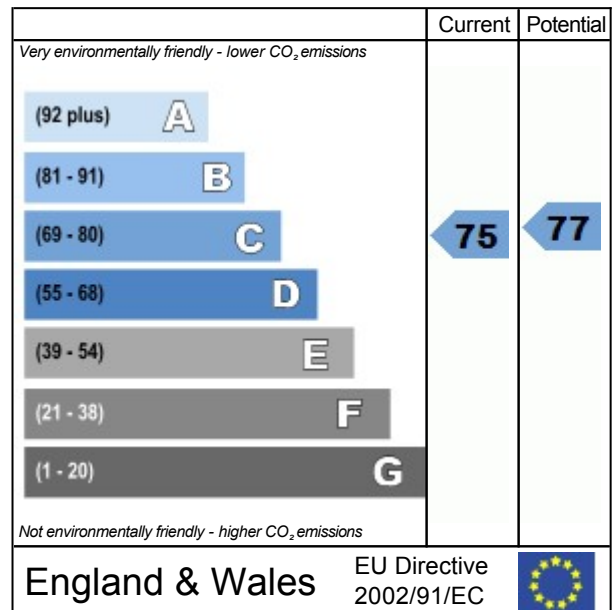 Current Potential
Very environmentally friendly - lower CO₂ emissions
(92 plus) A
(81 - 91) B
(69 - 80) C
75 77
(55 - 68) D
(39 - 54) E
(21 - 38) F
(1 - 20) G
Not environmentally friendly - higher CO₂ emissions
England & Wales
EU Directive
2002/91/EC